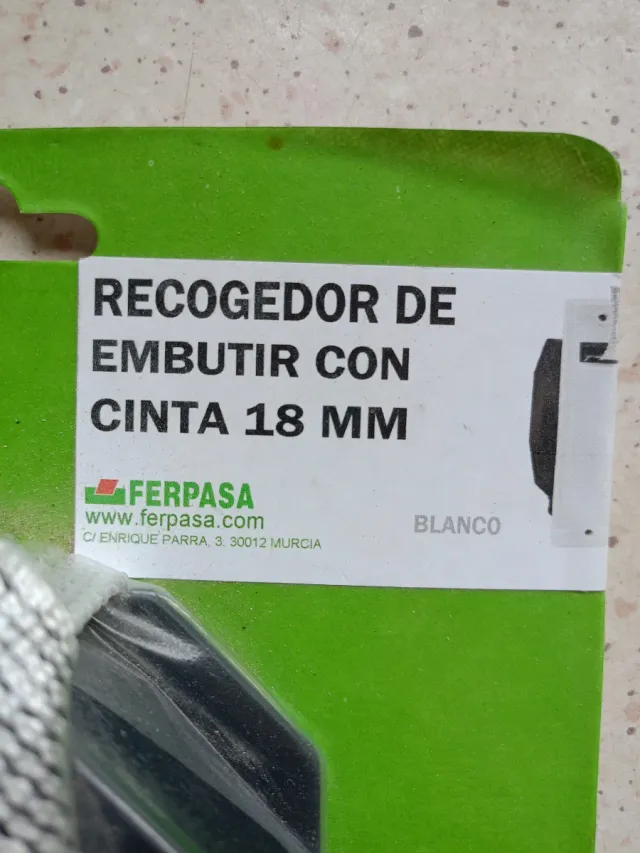 RECOGEDOR DE
EMBUTIR CON
CINTA 18 MM
FERPASA
www.ferpasa.com
C/ ENRIQUE PARRA, 3. 30012 MURCIA
BLANCO